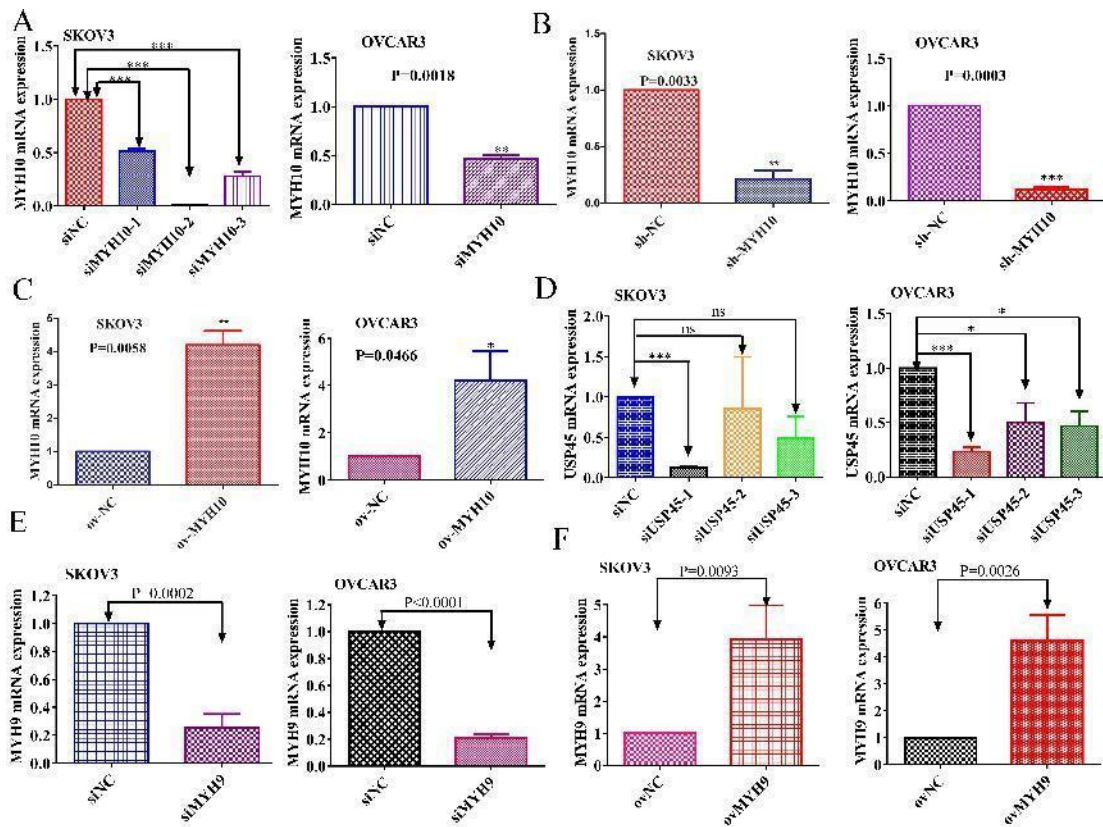 A
SKOV3
MYH10 mRNA expression
1.5
1.0
0.5
0.0
***
***
***
siNC
siMYH10-1
siMYH10-2
siMYH10-3
OVCAR3
P=0.0018
MYH10 mRNA expression
1.5
1.0
0.5
0.0
**
siNC
siMYH10
B
SKOV3
P=0.0033
MYH10 mRNA expression
1.5
1.0
0.5
0.0
**
sh-NC
sh-MYH10
OVCAR3
P=0.0003
MYH10 mRNA expression
1.5
1.0
0.5
0.0
***
sh-NC
sh-MYH10
C
SKOV3
P=0.0058
MYH10 mRNA expression
5
4
3
2
1
0
**
ov-NC
ov-MYH10
OVCAR3
P=0.0466
MYH10 mRNA expression
6
4
2
0
*
ov-NC
ov-MYH10
D
SKOV3
USP45 mRNA expression
2.0
1.5
1.0
0.5
0.0
ns
ns
***
siNC
siUSP45-1
siUSP45-2
siUSP45-3
OVCAR3
USP45 mRNA expression
1.5
1.0
0.5
0.0
*
*
***
siNC
siUSP45-1
siUSP45-2
siUSP45-3
E
SKOV3
P=0.0002
MYH9 mRNA expression
1.2
1.0
0.8
0.6
0.4
0.2
0.0
siNC
siMYH9
OVCAR3
P<0.0001
MYH9 mRNA expression
1.2
1.0
0.8
0.6
0.4
0.2
0.0
siNC
siMYH9
F
SKOV3
P=0.0093
MYH9 mRNA expression
5
4
3
2
1
0
ovNC
ovMYH9
OVCAR3
P=0.0026
MYH9 mRNA expression
6
5
4
3
2
1
0
ovNC
ovMYH9